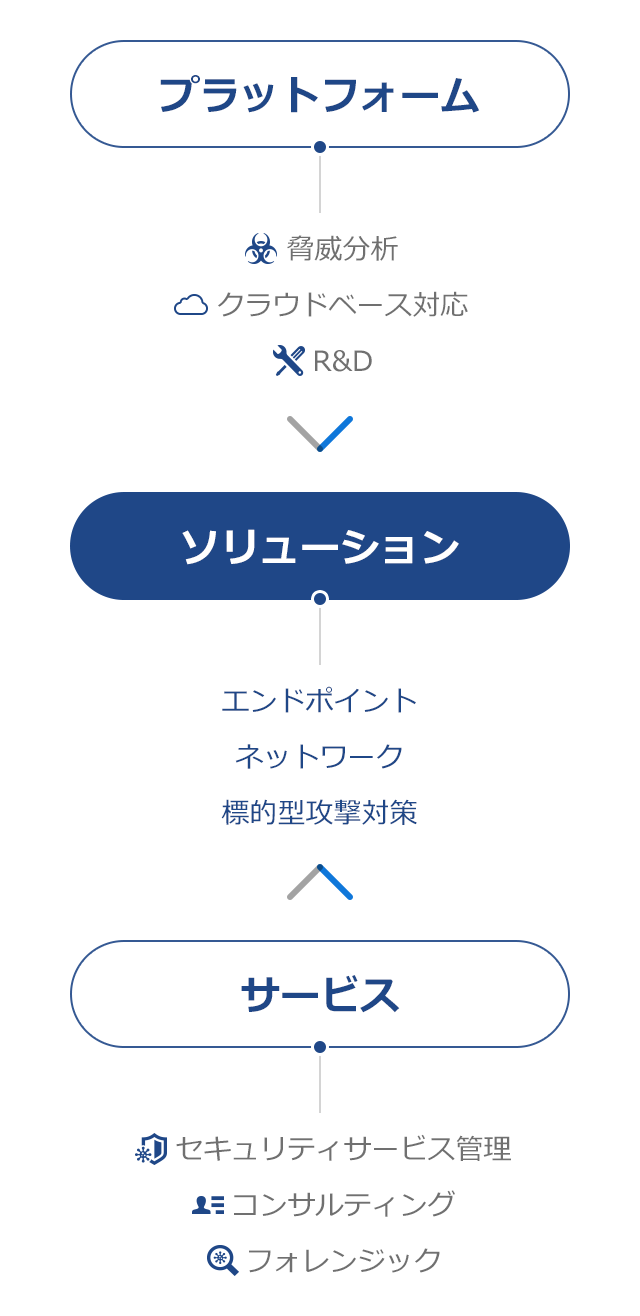 プラットフォーム
脅威分析
クラウドベース対応
R&D
ソリューション
エンドポイント
ネットワーク
標的型攻撃対策
サービス
セキュリティサービス管理
コンサルティング
フォレンジック